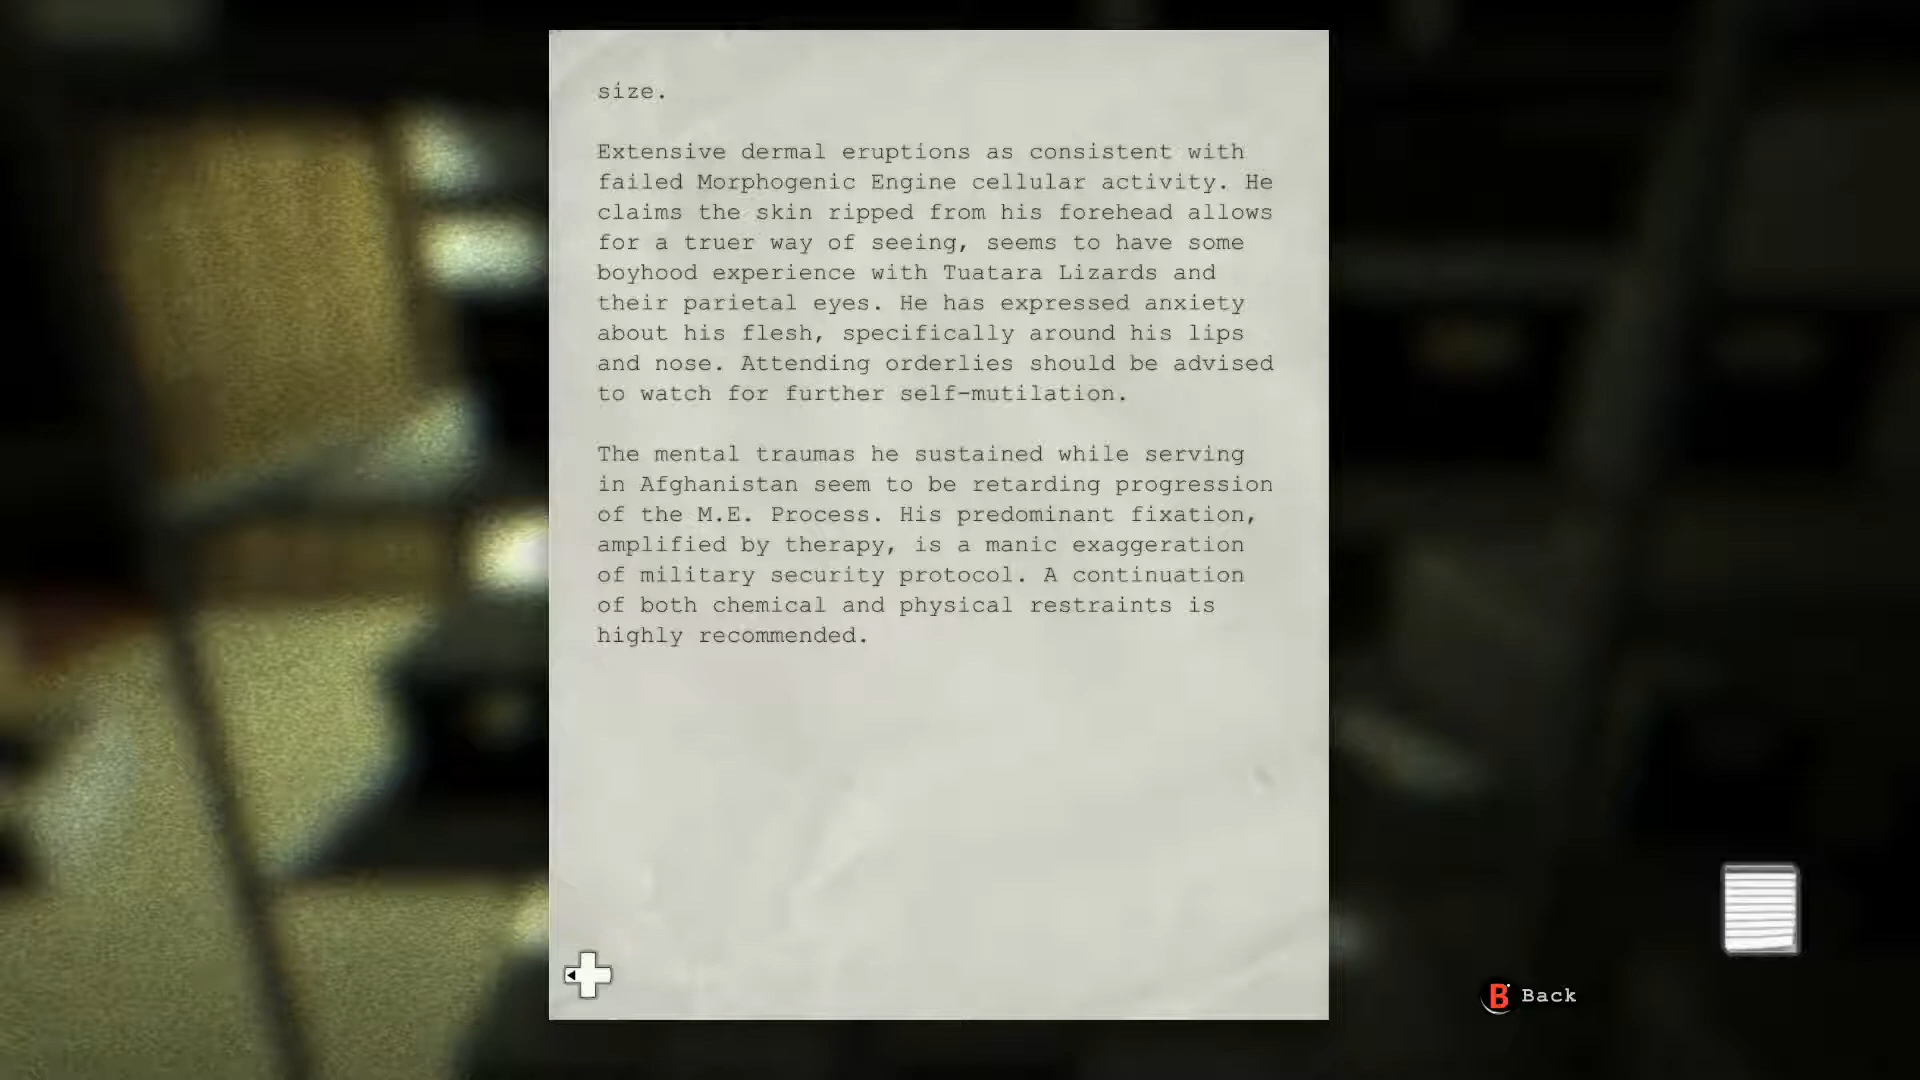 size.
Extensive dermal eruptions as consistent with
failed Morphogenic Engine cellular activity. He
claims the skin ripped from his forehead allows
for a truer way of seeing, seems to have some
boyhood experience with Tuatara Lizards and
their parietal eyes. He has expressed anxiety
about his flesh, specifically around his lips
and nose. Attending orderlies should be advised
to watch for further self-mutilation.
The mental traumas he sustained while serving
in Afghanistan seem to be retarding progression
of the M.E. Process. His predominant fixation,
amplified by therapy, is a manic exaggeration
of military security protocol. A continuation
of both chemical and physical restraints is
highly recommended.
B Back